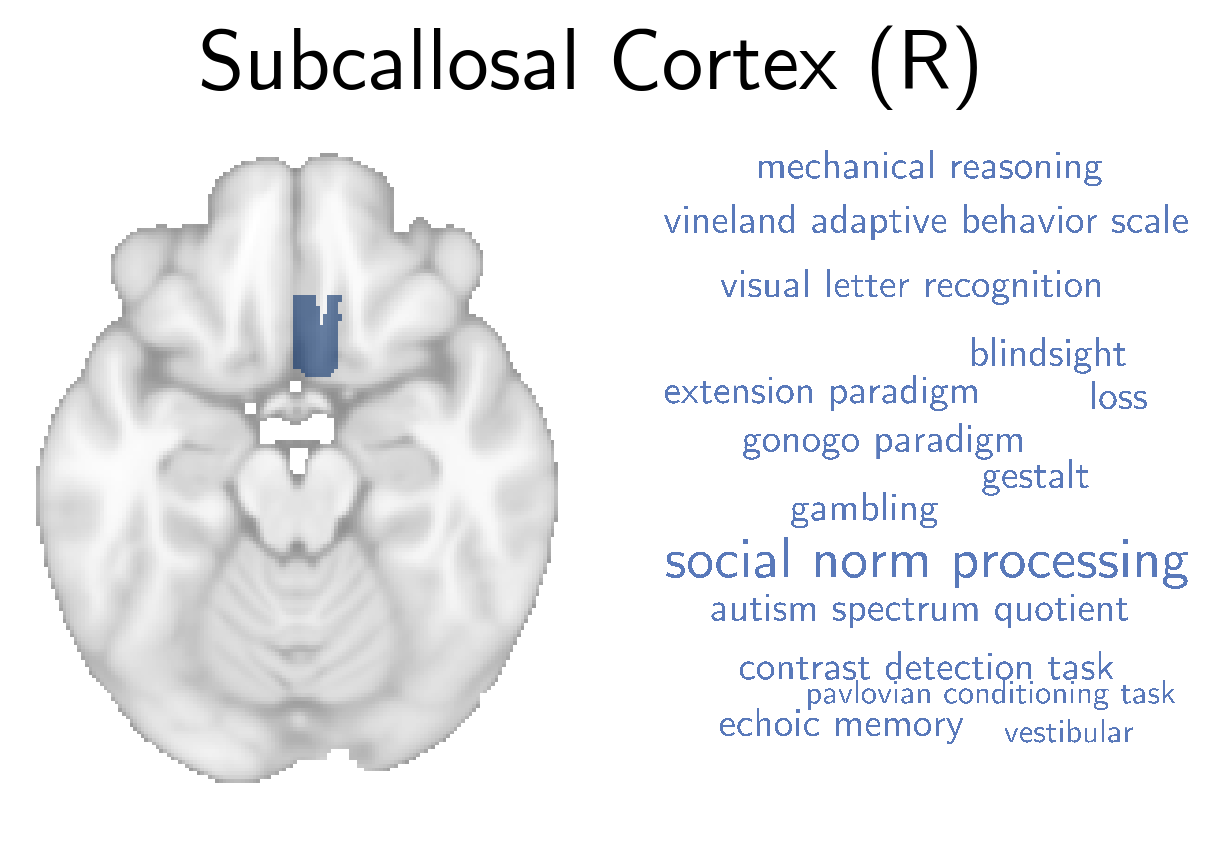 Subcallosal Cortex (R)
mechanical reasoning
vineland adaptive behavior scale
visual letter recognition
blindsight
extension paradigm
loss
gonogo paradigm
gestalt
gambling
social norm processing
autism spectrum quotient
contrast detection task
pavlovian conditioning task
echoic memory
vestibular